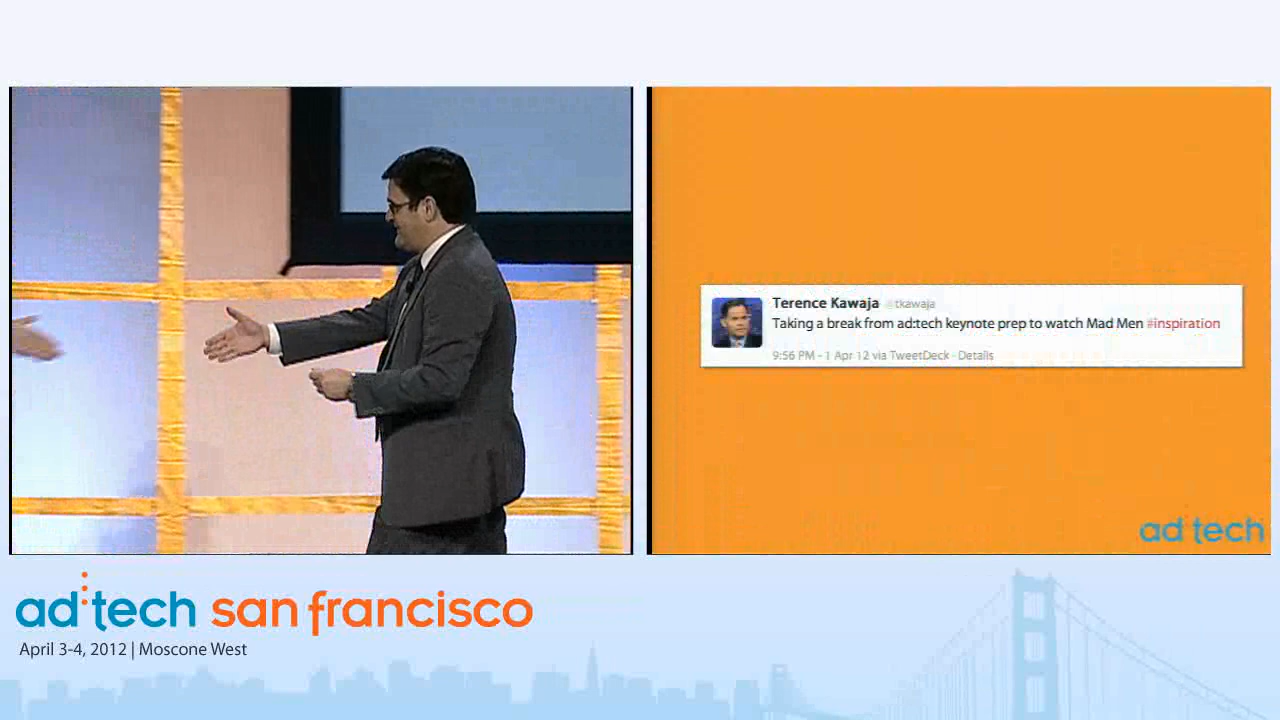 Terence Kawaja @tkawaja
Taking a break from ad:tech keynote prep to watch Mad Men #inspiration
9:56 PM - 1 Apr 12 via TweetDeck · Details
ad:tech
ad:tech san francisco
April 3-4, 2012 | Moscone West